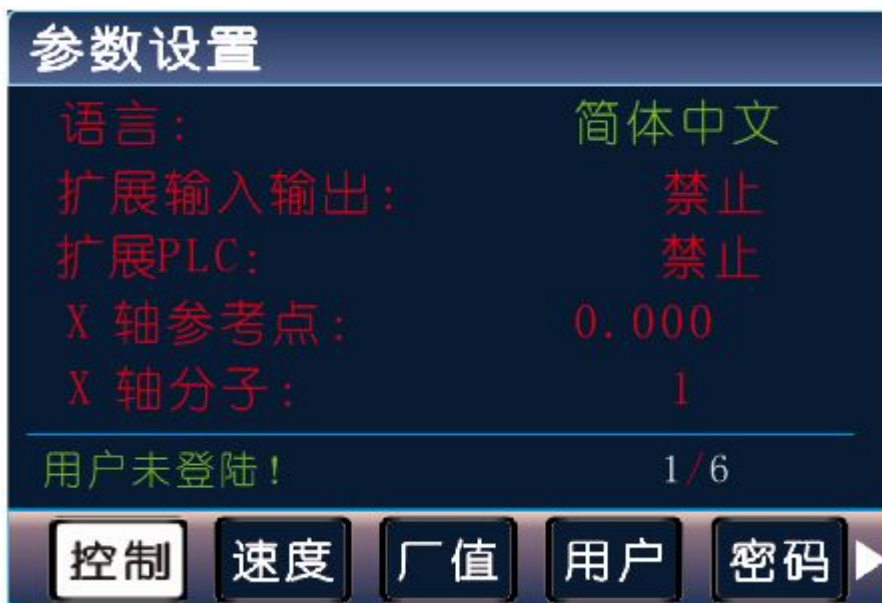 参数设置
语言: 简体中文
扩展输入输出: 禁止
扩展PLC: 禁止
X 轴参考点: 0.000
X 轴分子: 1
用户未登陆! 1/6
控制 速度 厂值 用户 密码